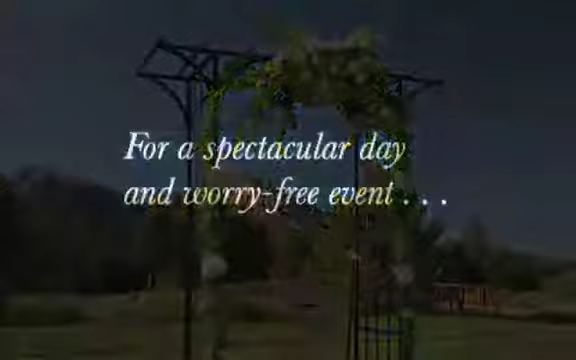 For a spectacular day
and worry-free event . . .